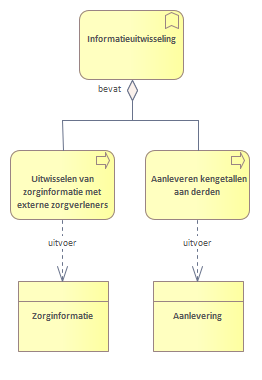 Informatieuitwisseling
bevat
Uitwisselen van
zorginformatie met
externe zorgverleners
Aanleveren kengetallen
aan derden
uitvoer
uitvoer
Zorginformatie
Aanlevering